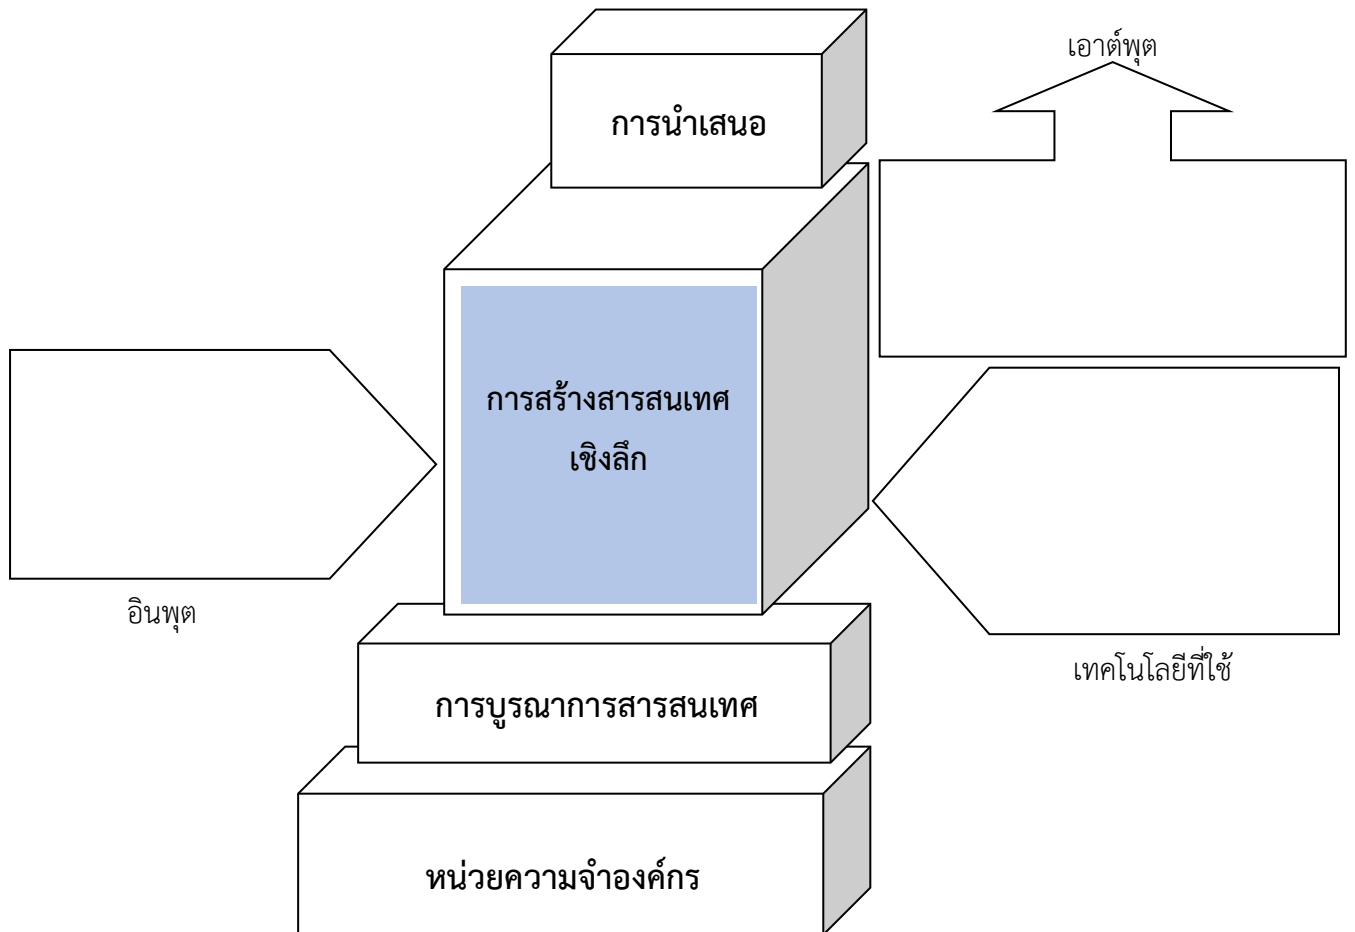 เอาต์พุต
การนำเสนอ
การสร้างสารสนเทศ
เชิงลึก
อินพุต
เทคโนโลยีที่ใช้
การบูรณาการสารสนเทศ
หน่วยความจำองค์กร